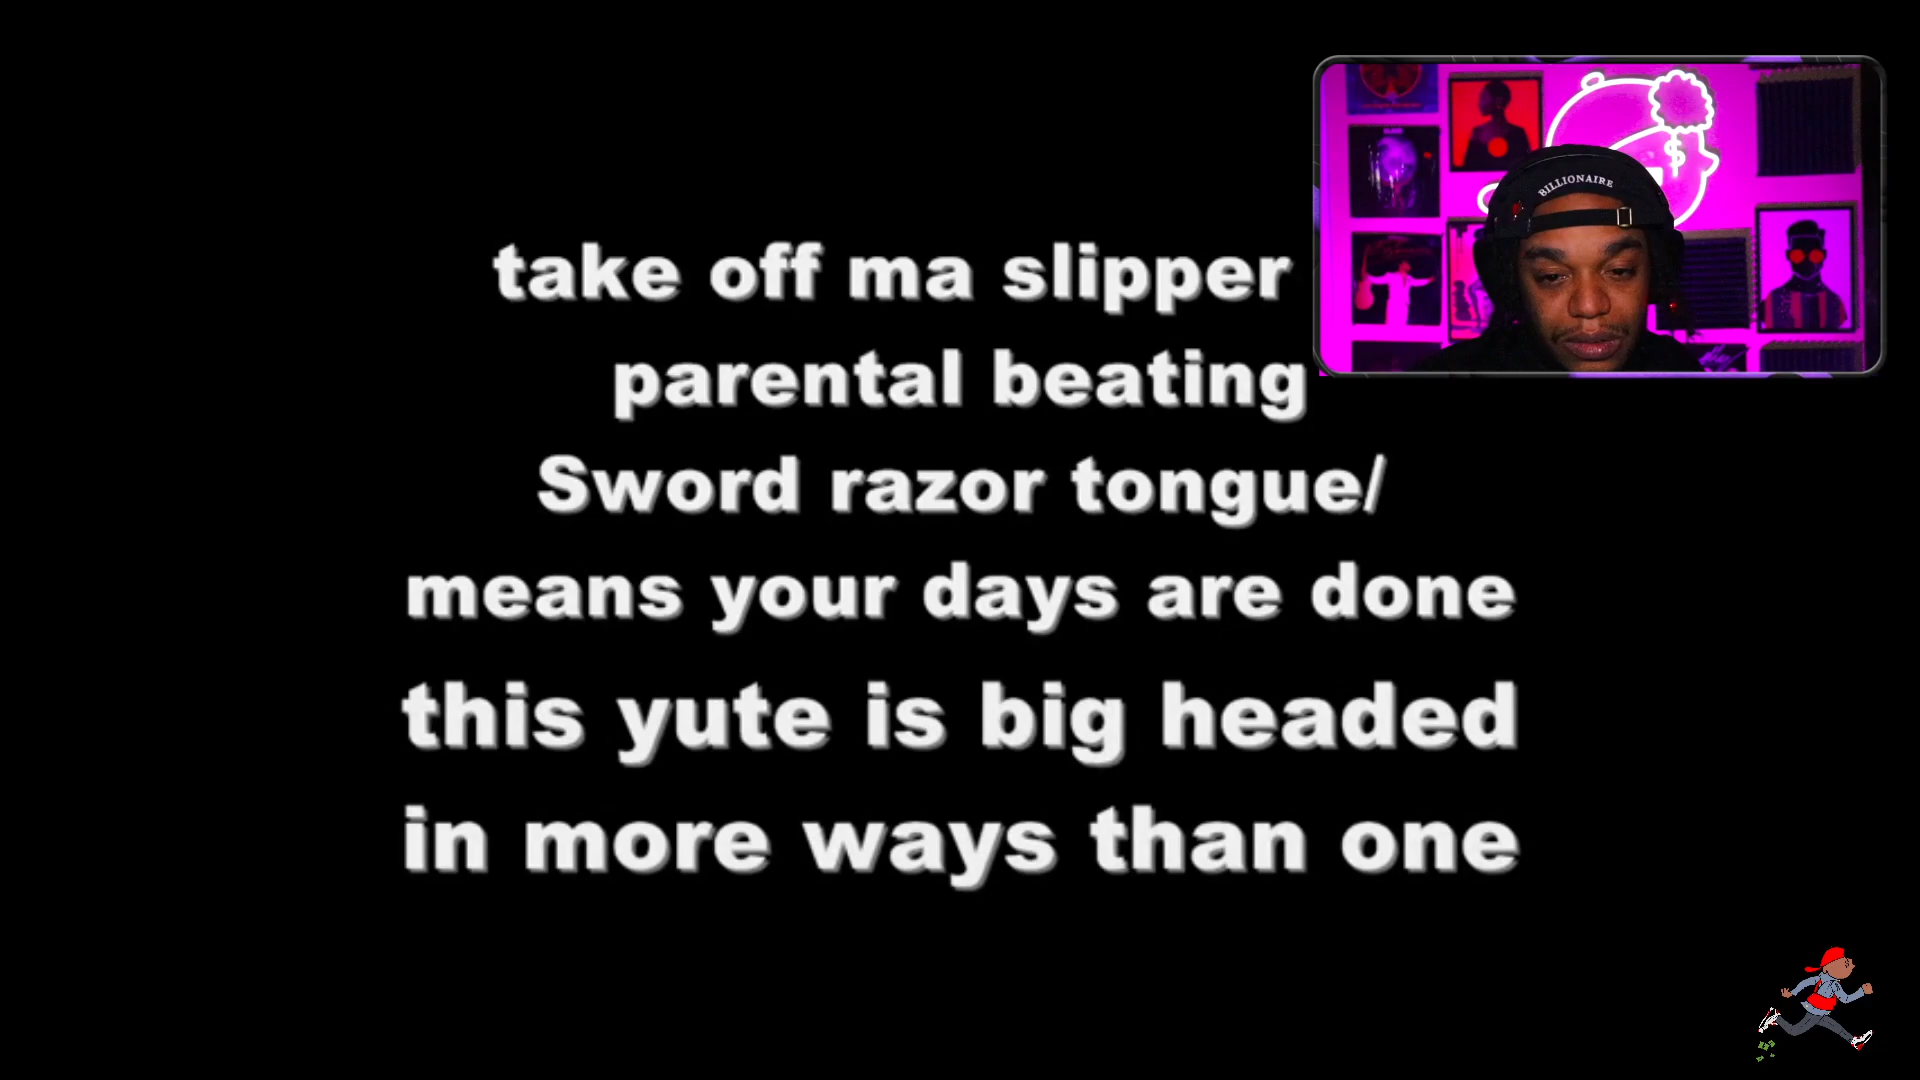 BILLIONAIRE
take off ma slipper
parental beating
Sword razor tongue/
means your days are done
this yute is big headed
in more ways than one